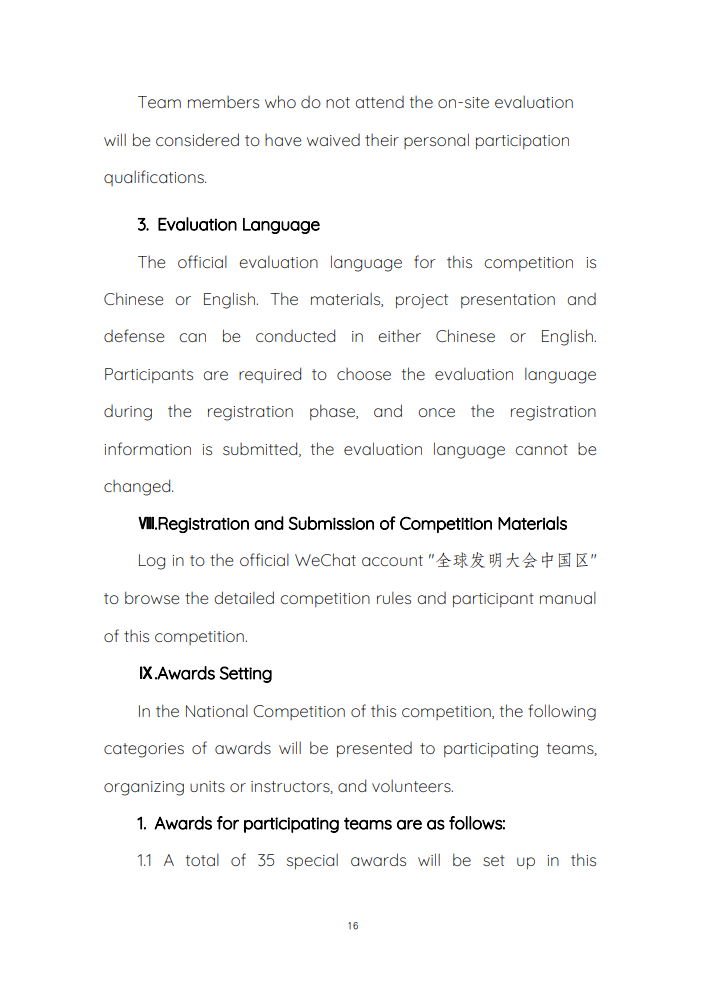 Team members who do not attend the on-site evaluation
will be considered to have waived their personal participation
qualifications.
3. Evaluation Language
The official evaluation language for this competition is
Chinese or English. The materials, project presentation and
defense can be conducted in either Chinese or English.
Participants are required to choose the evaluation language
during the registration phase, and once the registration
information is submitted, the evaluation language cannot be
changed.
Ⅷ.Registration and Submission of Competition Materials
Log in to the official WeChat account "全球发明大会中国区"
to browse the detailed competition rules and participant manual
of this competition.
Ⅸ.Awards Setting
In the National Competition of this competition, the following
categories of awards will be presented to participating teams,
organizing units or instructors, and volunteers.
1. Awards for participating teams are as follows:
1.1 A total of 35 special awards will be set up in this
16